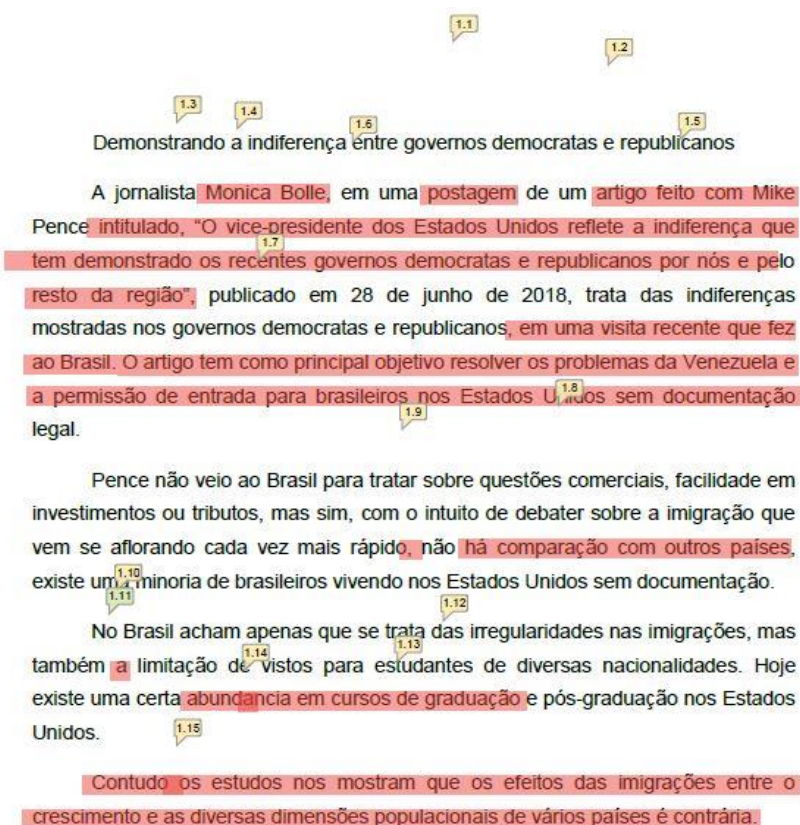 1.1
1.2
1.3
1.4
1.6
1.5
Demonstrando a indiferença entre governos democratas e republicanos
A jornalista Monica Bolle, em uma postagem de um artigo feito com Mike
Pence intitulado, "O vice-presidente dos Estados Unidos reflete a indiferença que
1.7
tem demonstrado os recentes governos democratas e republicanos por nós e pelo
resto da região", publicado em 28 de junho de 2018, trata das indiferenças
mostradas nos governos democratas e republicanos, em uma visita recente que fez
ao Brasil. O artigo tem como principal objetivo resolver os problemas da Venezuela e
1.8
a permissão de entrada para brasileiros nos Estados Unidos sem documentação
1.9
legal.
Pence não veio ao Brasil para tratar sobre questões comerciais, facilidade em
investimentos ou tributos, mas sim, com o intuito de debater sobre a imigração que
vem se aflorando cada vez mais rápido, não há comparação com outros países,
1.10
existe uma minoria de brasileiros vivendo nos Estados Unidos sem documentação.
1.11
1.12
No Brasil acham apenas que se trata das irregularidades nas imigrações, mas
1.13
1.14
também a limitação de vistos para estudantes de diversas nacionalidades. Hoje
existe uma certa abundancia em cursos de graduação e pós-graduação nos Estados
Unidos.
1.15
Contudo os estudos nos mostram que os efeitos das imigrações entre o
crescimento e as diversas dimensões populacionais de vários países é contrária.